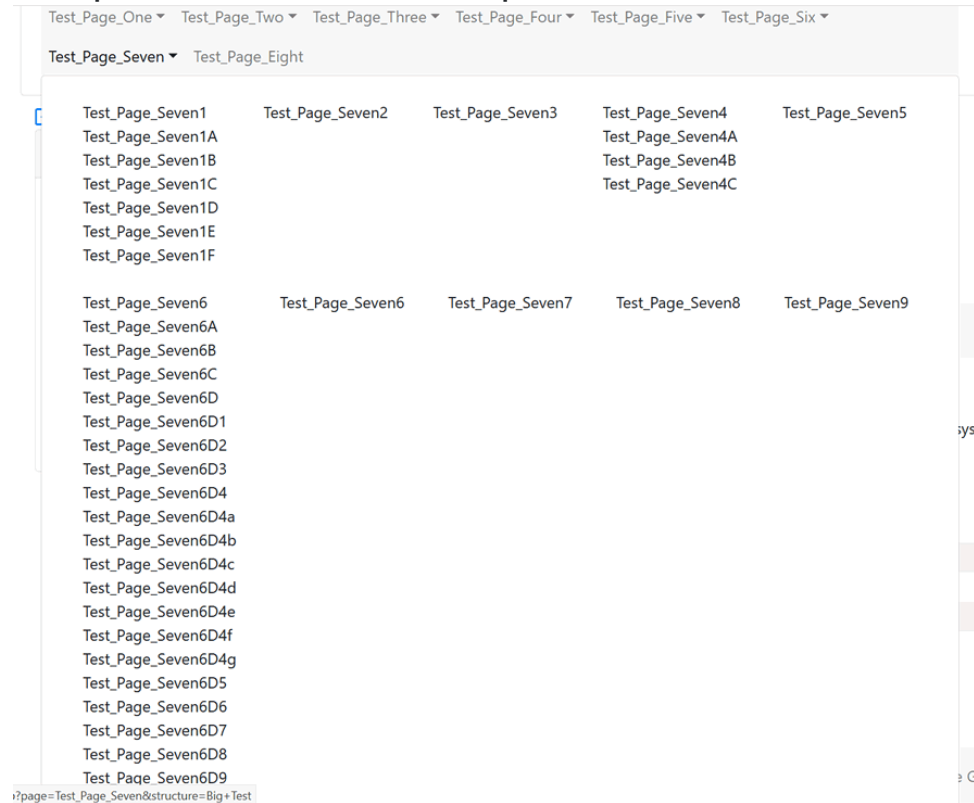 Test_Page_One Test_Page_Two Test_Page_Three Test_Page_Four Test_Page_Five Test_Page_Six
Test_Page_Seven Test_Page_Eight
Test_Page_Seven1 Test_Page_Seven2 Test_Page_Seven3 Test_Page_Seven4 Test_Page_Seven5
Test_Page_Seven1A Test_Page_Seven4A
Test_Page_Seven1B Test_Page_Seven4B
Test_Page_Seven1C Test_Page_Seven4C
Test_Page_Seven1D
Test_Page_Seven1E
Test_Page_Seven1F
Test_Page_Seven6 Test_Page_Seven6 Test_Page_Seven7 Test_Page_Seven8 Test_Page_Seven9
Test_Page_Seven6A
Test_Page_Seven6B
Test_Page_Seven6C
Test_Page_Seven6D
Test_Page_Seven6D1
Test_Page_Seven6D2
sys
Test_Page_Seven6D3
Test_Page_Seven6D4
Test_Page_Seven6D4a
Test_Page_Seven6D4b
Test_Page_Seven6D4c
Test_Page_Seven6D4d
Test_Page_Seven6D4e
Test_Page_Seven6D4f
Test_Page_Seven6D4g
Test_Page_Seven6D5
Test_Page_Seven6D6
Test_Page_Seven6D7
Test_Page_Seven6D8
Test_Page_Seven6D9
?page=Test_Page_Seven&structure=Big+Test